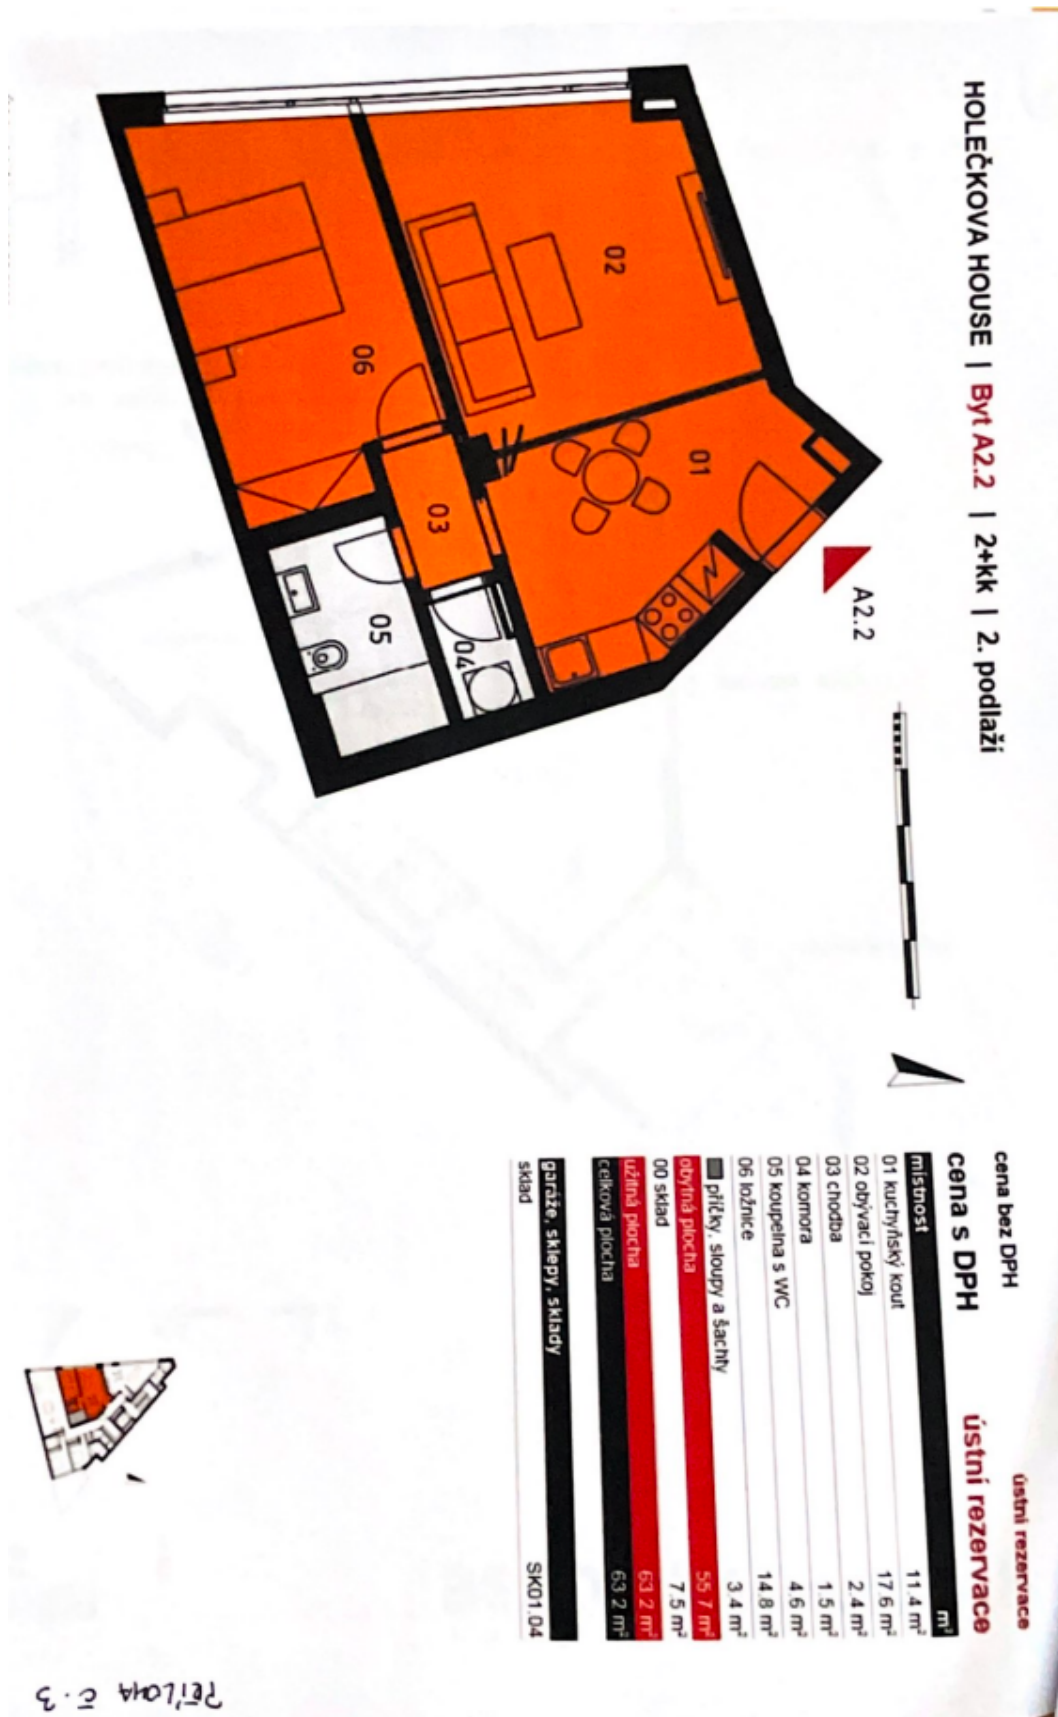 HOLEČKOVA HOUSE | Byt A2.2 | 2+kk | 2. podlaží
02
01
06
03
05
04
A2.2
cena bez DPH ústní rezervace
cena s DPH ústní rezervace
místnost m²
01 kuchyňský kout 11.4 m²
02 obývací pokoj 17.6 m²
03 chodba 2.4 m²
04 komora 1.5 m²
05 koupelna s WC 4.6 m²
06 ložnice 14.8 m²
příčky, sloupy a šachty 3.4 m²
obytná plocha 55.7 m²
00 sklad 7.5 m²
užitná plocha 63.2 m²
celková plocha 63.2 m²
garáže, sklepy, sklady
sklad SK01.04
PŘÍLOHA č.3